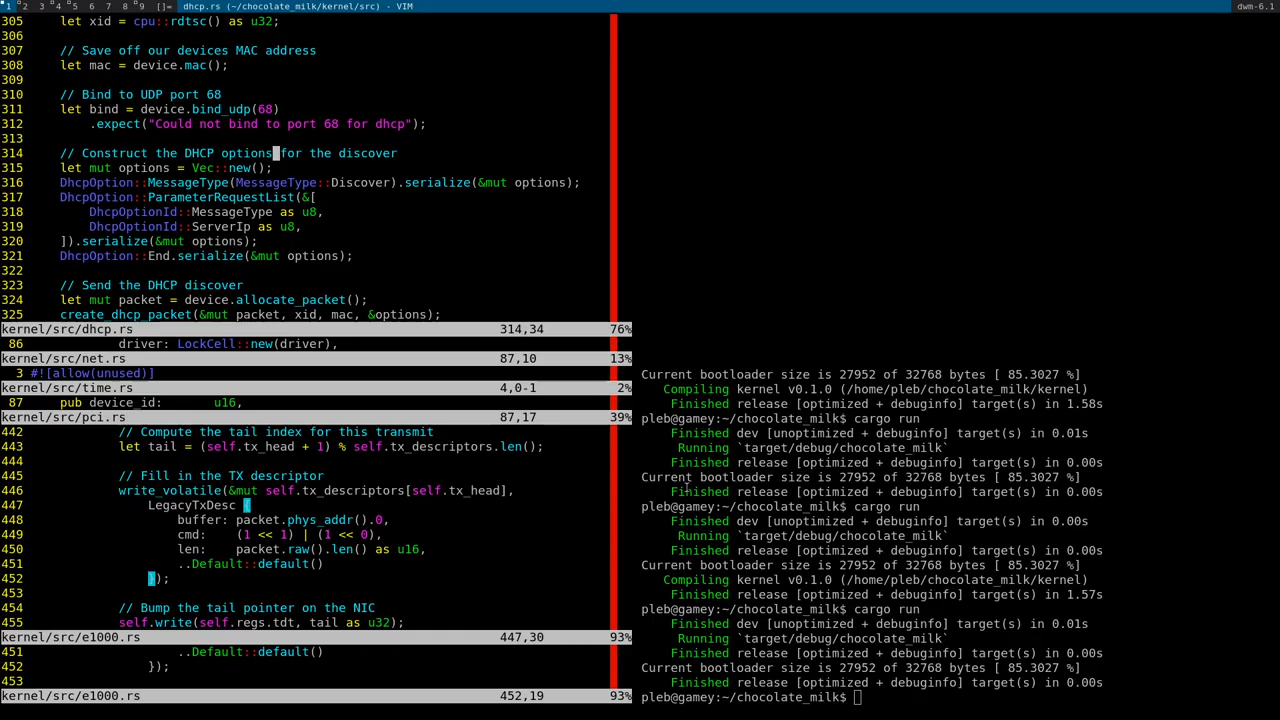 1 2 3 4 5 6 7 8 9 []= dhcp.rs (~/chocolate_milk/kernel/src) - VIM dwm-6.1
305     let xid = cpu::rdtsc() as u32;
306
307     // Save off our devices MAC address
308     let mac = device.mac();
309
310     // Bind to UDP port 68
311     let bind = device.bind_udp(68)
312         .expect("Could not bind to port 68 for dhcp");
313
314     // Construct the DHCP options for the discover
315     let mut options = Vec::new();
316     DhcpOption::MessageType(MessageType::Discover).serialize(&mut options);
317     DhcpOption::ParameterRequestList(&[
318         DhcpOptionId::MessageType as u8,
319         DhcpOptionId::ServerIp as u8,
320     ]).serialize(&mut options);
321     DhcpOption::End.serialize(&mut options);
322
323     // Send the DHCP discover
324     let mut packet = device.allocate_packet();
325     create_dhcp_packet(&mut packet, xid, mac, &options);
kernel/src/dhcp.rs 314,34 76%
86             driver: LockCell::new(driver),
kernel/src/net.rs 87,10 13%
3 #![allow(unused)]
kernel/src/time.rs 4,0-1 2%
87     pub device_id:      u16,
kernel/src/pci.rs 87,17 39%
442             // Compute the tail index for this transmit
443             let tail = (self.tx_head + 1) % self.tx_descriptors.len();
444
445             // Fill in the TX descriptor
446             write_volatile(&mut self.tx_descriptors[self.tx_head],
447                 LegacyTxDesc {
448                     buffer: packet.phys_addr().0,
449                     cmd:    (1 << 1) | (1 << 0),
450                     len:    packet.raw().len() as u16,
451                     ..Default::default()
452                 });
453
454             // Bump the tail pointer on the NIC
455             self.write(self.regs.tdt, tail as u32);
kernel/src/e1000.rs 447,30 93%
451                     ..Default::default()
452                 });
453
kernel/src/e1000.rs 452,19 93%
Current bootloader size is 27952 of 32768 bytes [ 85.3027 %]
   Compiling kernel v0.1.0 (/home/pleb/chocolate_milk/kernel)
    Finished release [optimized + debuginfo] target(s) in 1.58s
pleb@gamey:~/chocolate_milk$ cargo run
    Finished dev [unoptimized + debuginfo] target(s) in 0.01s
     Running `target/debug/chocolate_milk`
    Finished release [optimized + debuginfo] target(s) in 0.00s
Current bootloader size is 27952 of 32768 bytes [ 85.3027 %]
    Finished release [optimized + debuginfo] target(s) in 0.00s
pleb@gamey:~/chocolate_milk$ cargo run
    Finished dev [unoptimized + debuginfo] target(s) in 0.00s
     Running `target/debug/chocolate_milk`
    Finished release [optimized + debuginfo] target(s) in 0.00s
Current bootloader size is 27952 of 32768 bytes [ 85.3027 %]
   Compiling kernel v0.1.0 (/home/pleb/chocolate_milk/kernel)
    Finished release [optimized + debuginfo] target(s) in 1.57s
pleb@gamey:~/chocolate_milk$ cargo run
    Finished dev [unoptimized + debuginfo] target(s) in 0.01s
     Running `target/debug/chocolate_milk`
    Finished release [optimized + debuginfo] target(s) in 0.00s
Current bootloader size is 27952 of 32768 bytes [ 85.3027 %]
    Finished release [optimized + debuginfo] target(s) in 0.00s
pleb@gamey:~/chocolate_milk$